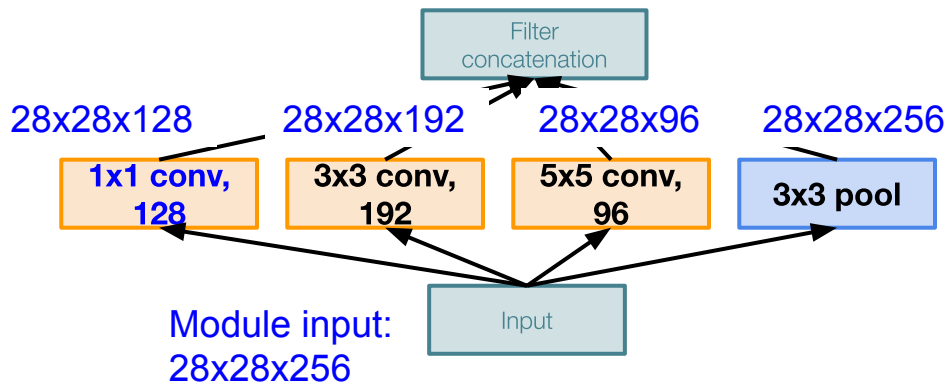 Filter
concatenation
28x28x128
28x28x192
28x28x96
28x28x256
1x1 conv,
128
3x3 conv,
192
5x5 conv,
96
3x3 pool
Input
Module input:
28x28x256